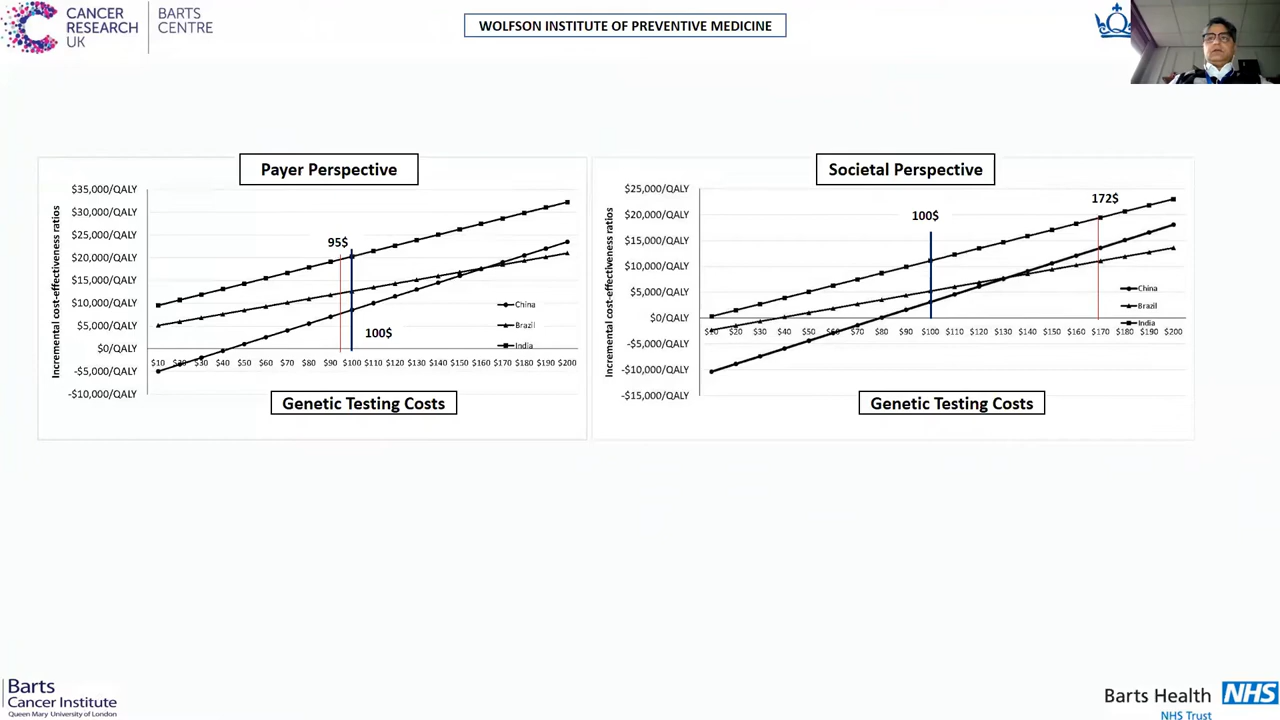 CANCER
RESEARCH
UK
BARTS
CENTRE
WOLFSON INSTITUTE OF PREVENTIVE MEDICINE
Payer Perspective
Incremental cost-effectiveness ratios
$35,000/QALY
$30,000/QALY
$25,000/QALY
$20,000/QALY
$15,000/QALY
$10,000/QALY
$5,000/QALY
$0/QALY
-$5,000/QALY
-$10,000/QALY
95$
100$
China
Brazil
India
$10 $20 $30 $40 $50 $60 $70 $80 $90 $100 $110 $120 $130 $140 $150 $160 $170 $180 $190 $200
Genetic Testing Costs
Societal Perspective
Incremental cost-effectiveness ratios
$25,000/QALY
$20,000/QALY
$15,000/QALY
$10,000/QALY
$5,000/QALY
$0/QALY
-$5,000/QALY
-$10,000/QALY
-$15,000/QALY
100$
172$
China
Brazil
India
$10 $20 $30 $40 $50 $60 $70 $80 $90 $100 $110 $120 $130 $140 $150 $160 $170 $180 $190 $200
Genetic Testing Costs
Barts
Cancer Institute
Queen Mary University of London
Barts Health NHS
NHS Trust